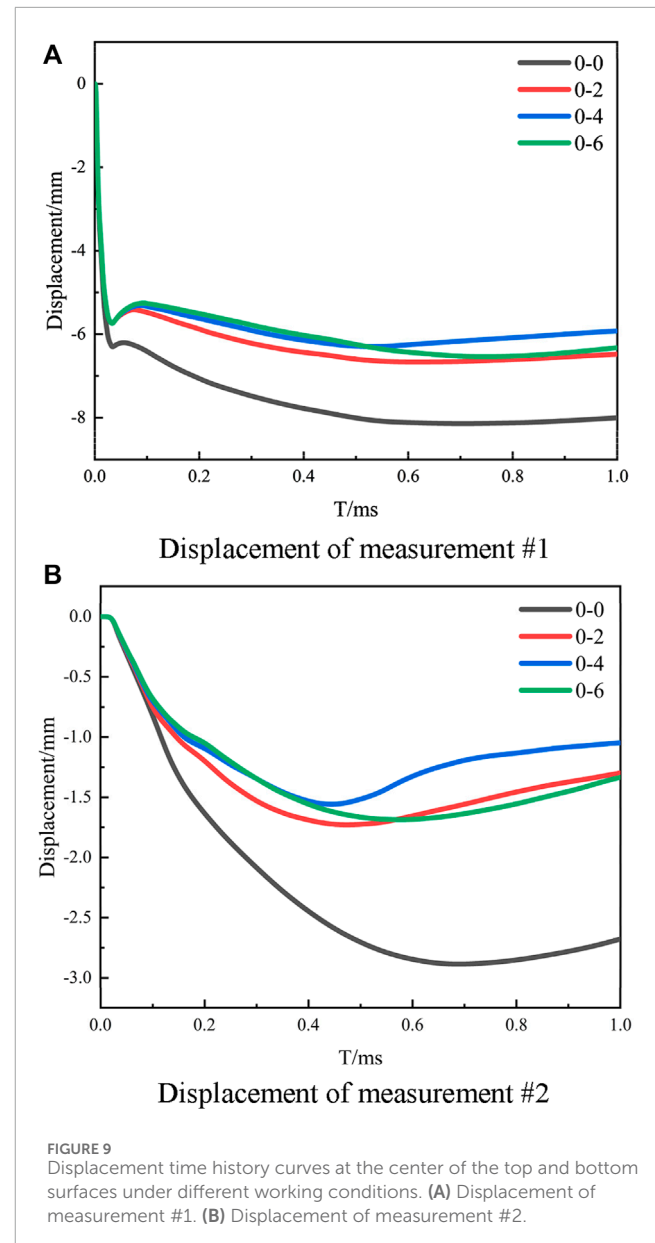 A
0-0
0-2
0-4
0-6
0
-2
-4
-6
-8
Displacement/mm
0.0 0.2 0.4 0.6 0.8 1.0
T/ms
Displacement of measurement #1
B
0-0
0-2
0-4
0-6
0.0
-0.5
-1.0
-1.5
-2.0
-2.5
-3.0
Displacement/mm
0.0 0.2 0.4 0.6 0.8 1.0
T/ms
Displacement of measurement #2
FIGURE 9
Displacement time history curves at the center of the top and bottom
surfaces under different working conditions. (A) Displacement of
measurement #1. (B) Displacement of measurement #2.